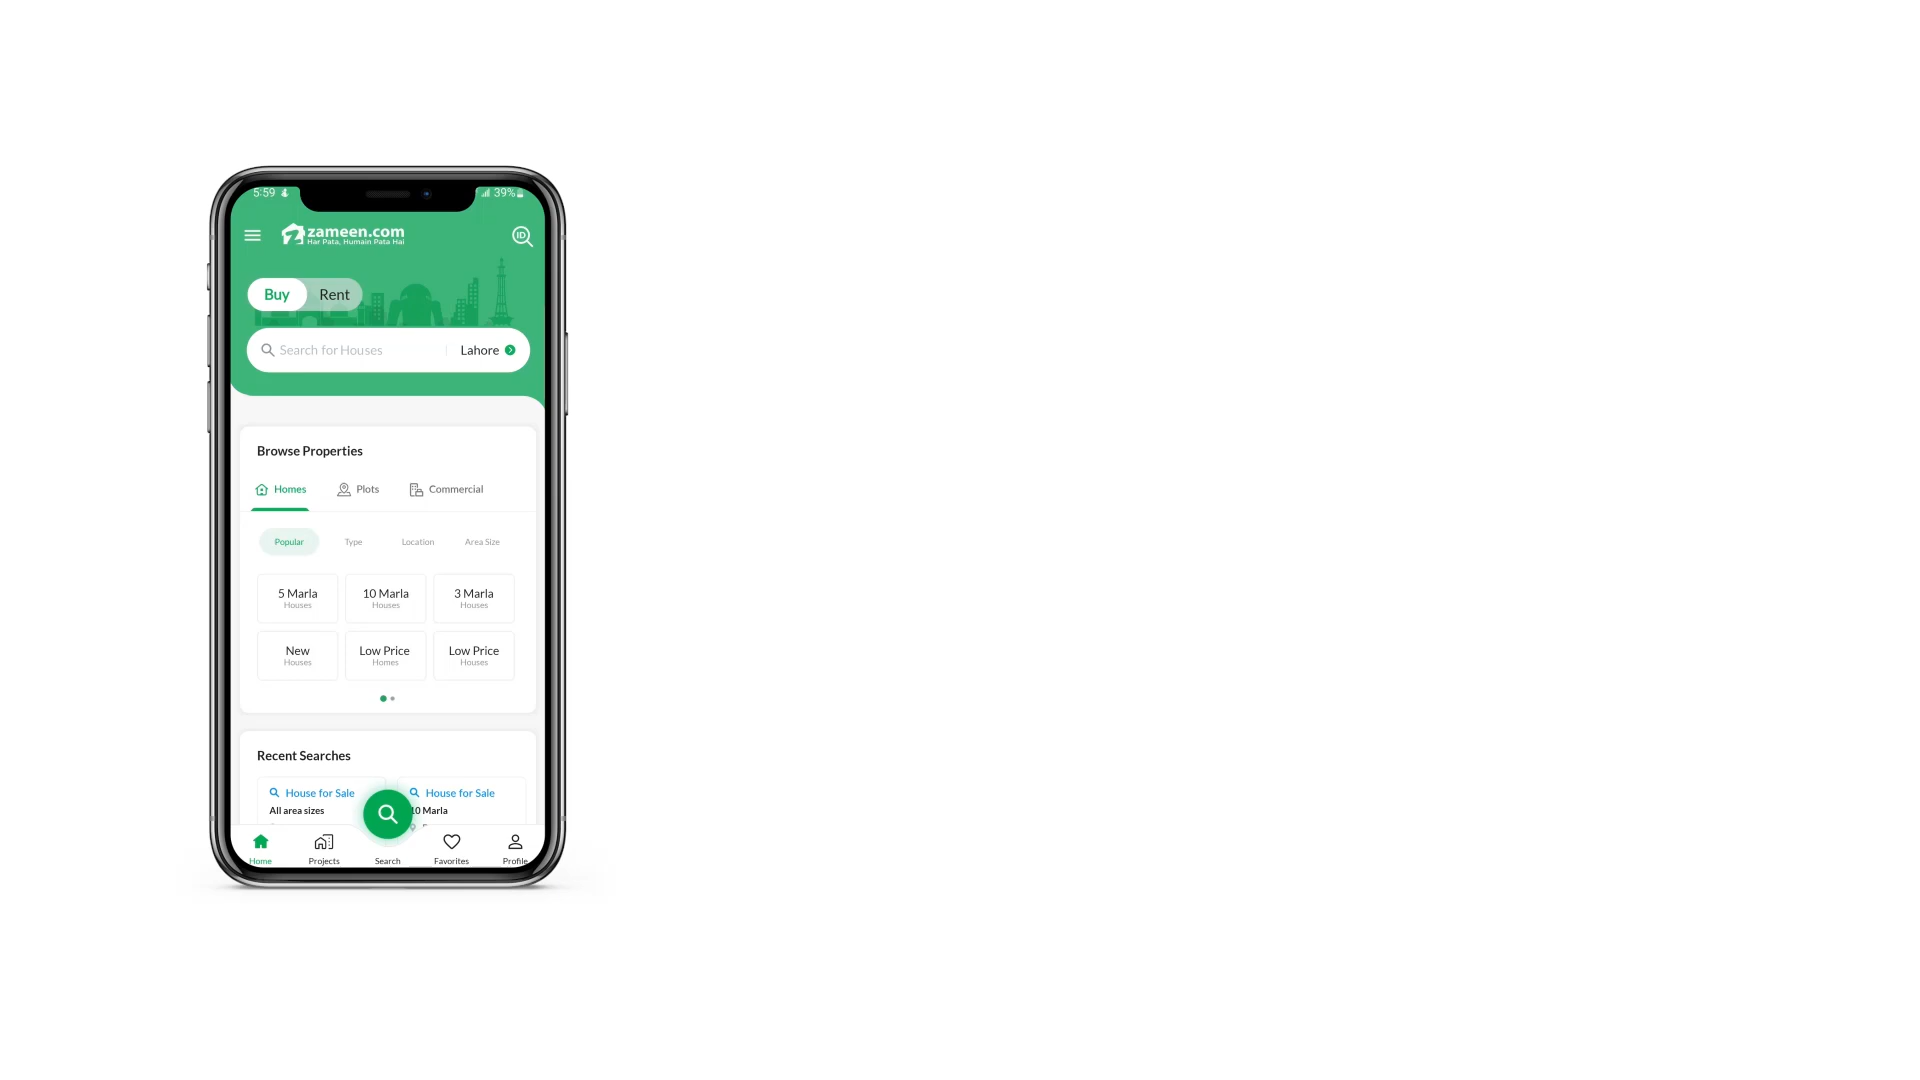 5:59
39%
zameen.com
Har Pata, Humain Pata Hai
ID
Buy Rent
Search for Houses Lahore
Browse Properties
Homes Plots Commercial
Popular Type Location Area Size
5 Marla 10 Marla 3 Marla
Houses Houses Houses
New Low Price Low Price
Houses Homes Houses
Recent Searches
House for Sale House for Sale
All area sizes 10 Marla
Home Projects Search Favorites Profile